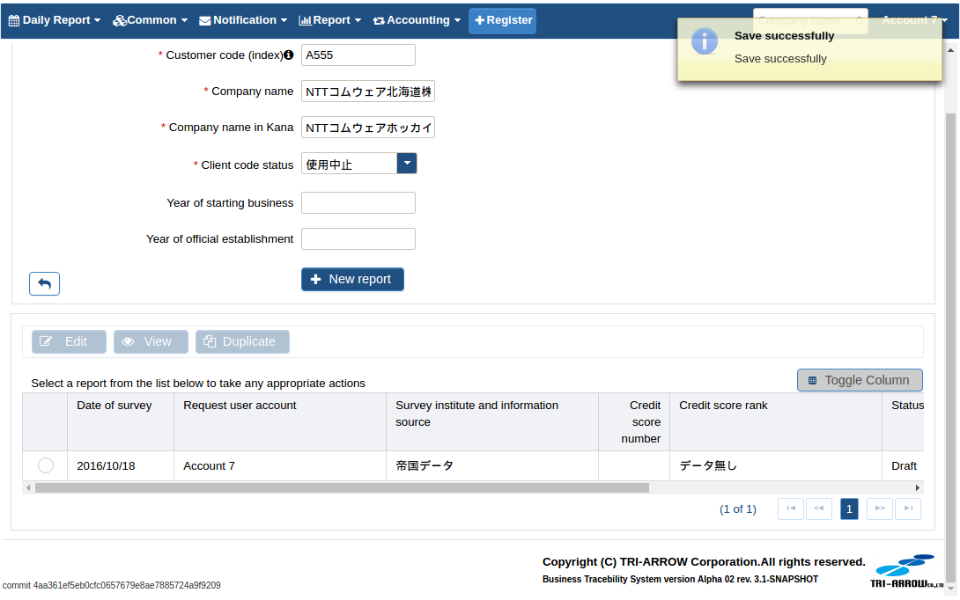 Daily Report Common Notification Report Accounting Register Company name Account 7
Save successfully
Save successfully
* Customer code (index) A555
* Company name NTTコムウェア北海道株
* Company name in Kana NTTコムウェアホッカイ
* Client code status 使用中止
Year of starting business
Year of official establishment
New report
Edit View Duplicate
Toggle Column
Select a report from the list below to take any appropriate actions
Date of survey Request user account Survey institute and information source Credit score number Credit score rank Status
2016/10/18 Account 7 帝国データ データ無し Draft
(1 of 1) 1
Copyright (C) TRI-ARROW Corporation.All rights reserved.
Business Tracebility System version Alpha 02 rev. 3.1-SNAPSHOT
TRI-ARROW Co.,LTD
commit 4aa361ef5eb0cfc0657679e8ae7885724a9f9209